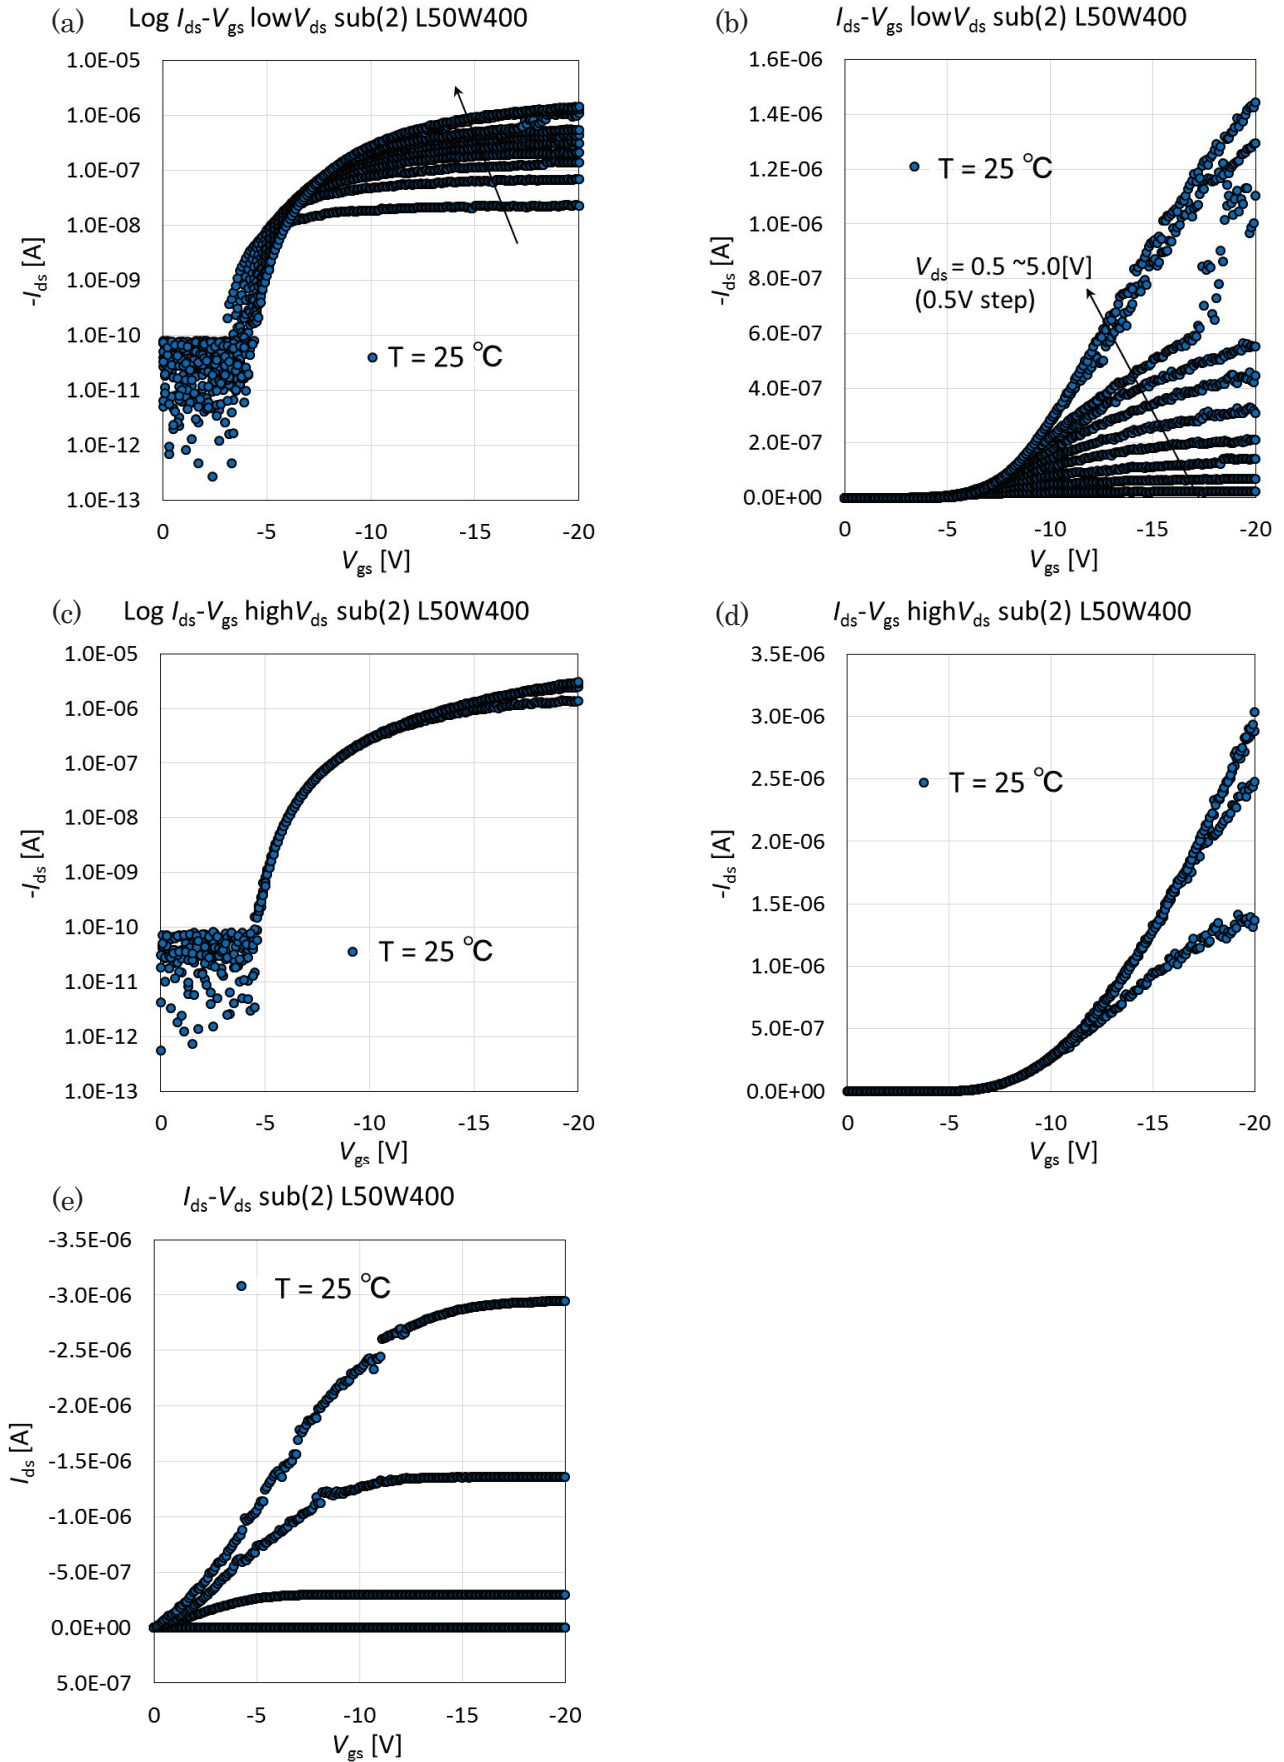 (a) Log Ids-Vgs lowVds sub(2) L50W400
1.0E-05
1.0E-06
1.0E-07
1.0E-08
1.0E-09
1.0E-10
1.0E-11
1.0E-12
1.0E-13
-Ids [A]
T = 25 °C
0 -5 -10 -15 -20
Vgs [V]
(b) Ids-Vgs lowVds sub(2) L50W400
1.6E-06
1.4E-06
1.2E-06
1.0E-06
8.0E-07
6.0E-07
4.0E-07
2.0E-07
0.0E+00
-Ids [A]
T = 25 °C
Vds = 0.5 ~5.0[V]
(0.5V step)
0 -5 -10 -15 -20
Vgs [V]
(c) Log Ids-Vgs highVds sub(2) L50W400
1.0E-05
1.0E-06
1.0E-07
1.0E-08
1.0E-09
1.0E-10
1.0E-11
1.0E-12
1.0E-13
-Ids [A]
T = 25 °C
0 -5 -10 -15 -20
Vgs [V]
(d) Ids-Vgs highVds sub(2) L50W400
3.5E-06
3.0E-06
2.5E-06
2.0E-06
1.5E-06
1.0E-06
5.0E-07
0.0E+00
-Ids [A]
T = 25 °C
0 -5 -10 -15 -20
Vgs [V]
(e) Ids-Vds sub(2) L50W400
-3.5E-06
-3.0E-06
-2.5E-06
-2.0E-06
-1.5E-06
-1.0E-06
-5.0E-07
0.0E+00
5.0E-07
Ids [A]
T = 25 °C
0 -5 -10 -15 -20
Vgs [V]